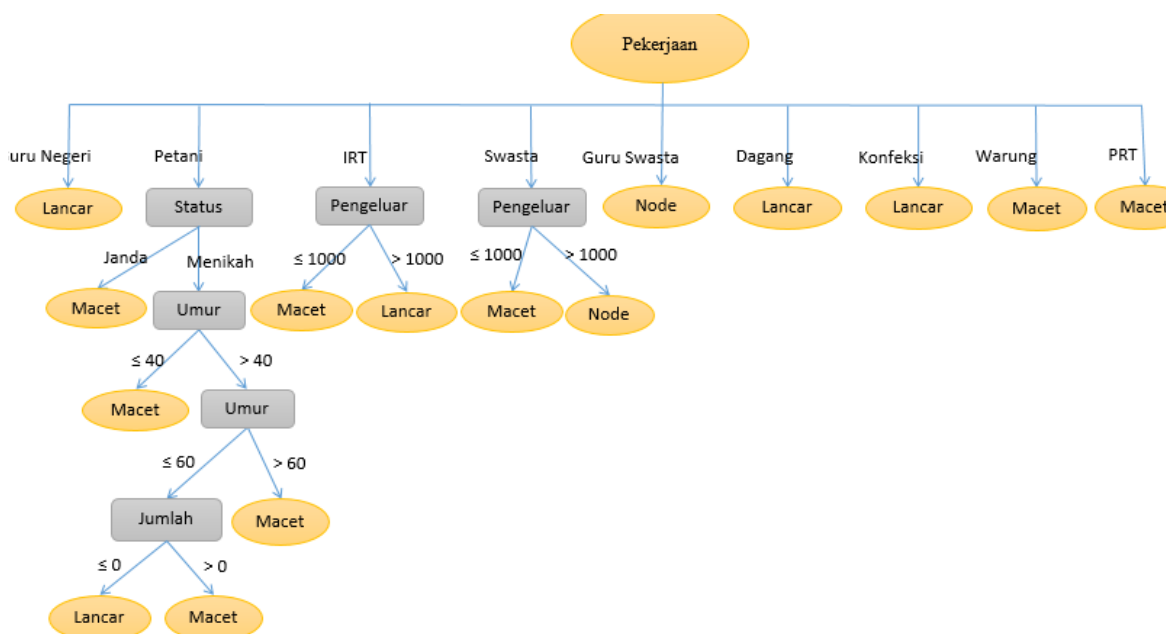 Pekerjaan
uru Negeri
Petani
IRT
Swasta
Guru Swasta
Dagang
Konfeksi
Warung
PRT
Lancar
Status
Pengeluar
Pengeluar
Node
Lancar
Lancar
Macet
Macet
Janda
Menikah
≤ 1000
> 1000
≤ 1000
> 1000
Macet
Umur
Macet
Lancar
Macet
Node
≤ 40
> 40
Macet
Umur
≤ 60
> 60
Jumlah
Macet
≤ 0
> 0
Lancar
Macet